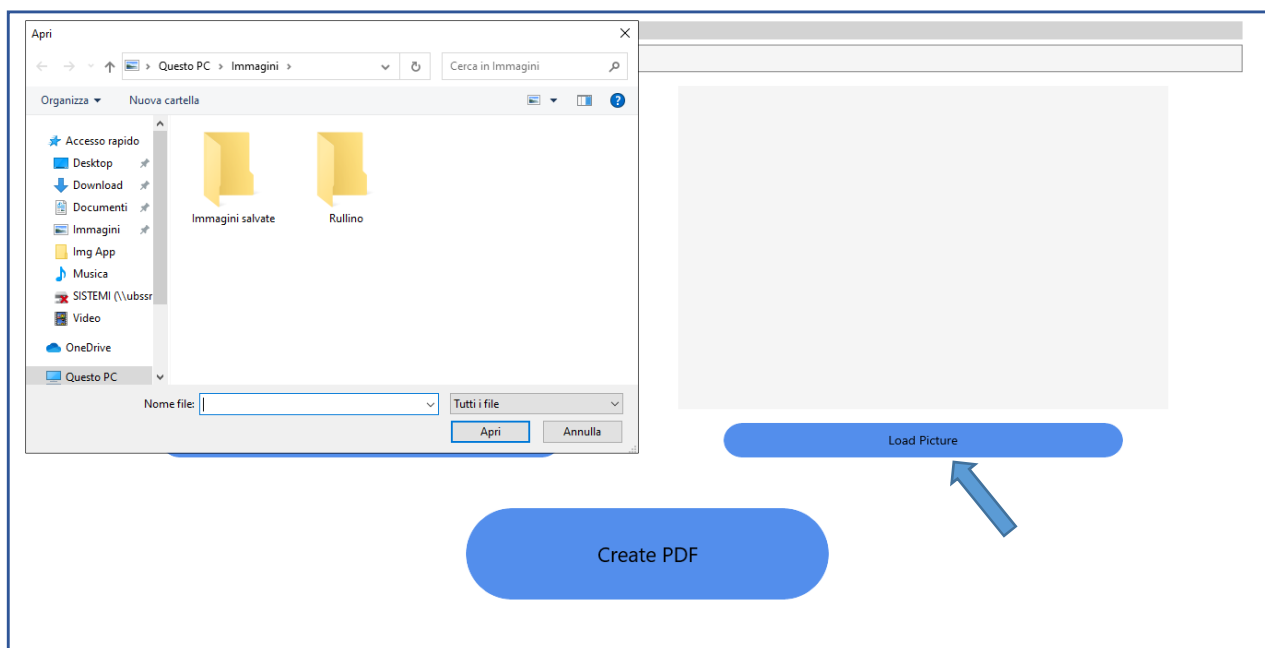 Apri
Questo PC > Immagini >
Cerca in Immagini
Organizza
Nuova cartella
Accesso rapido
Desktop
Download
Documenti
Immagini
Img App
Musica
SISTEMI (\\ubssr
Video
OneDrive
Questo PC
Immagini salvate
Rullino
Nome file:
Tutti i file
Apri
Annulla
Load Picture
Create PDF